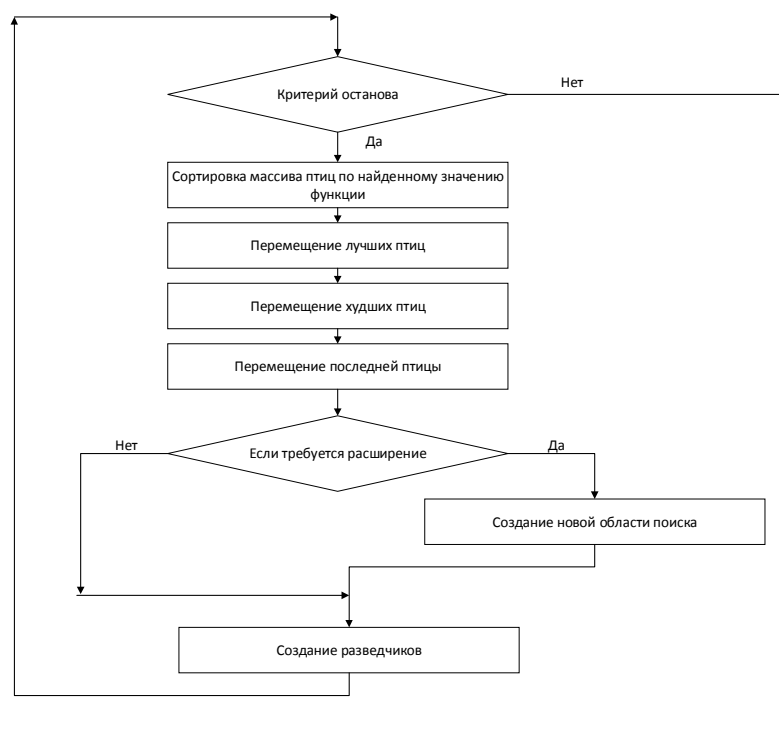 Критерий останова
Нет
Да
Сортировка массива птиц по найденному значению
функции
Перемещение лучших птиц
Перемещение худших птиц
Перемещение последней птицы
Нет
Если требуется расширение
Да
Создание новой области поиска
Создание разведчиков